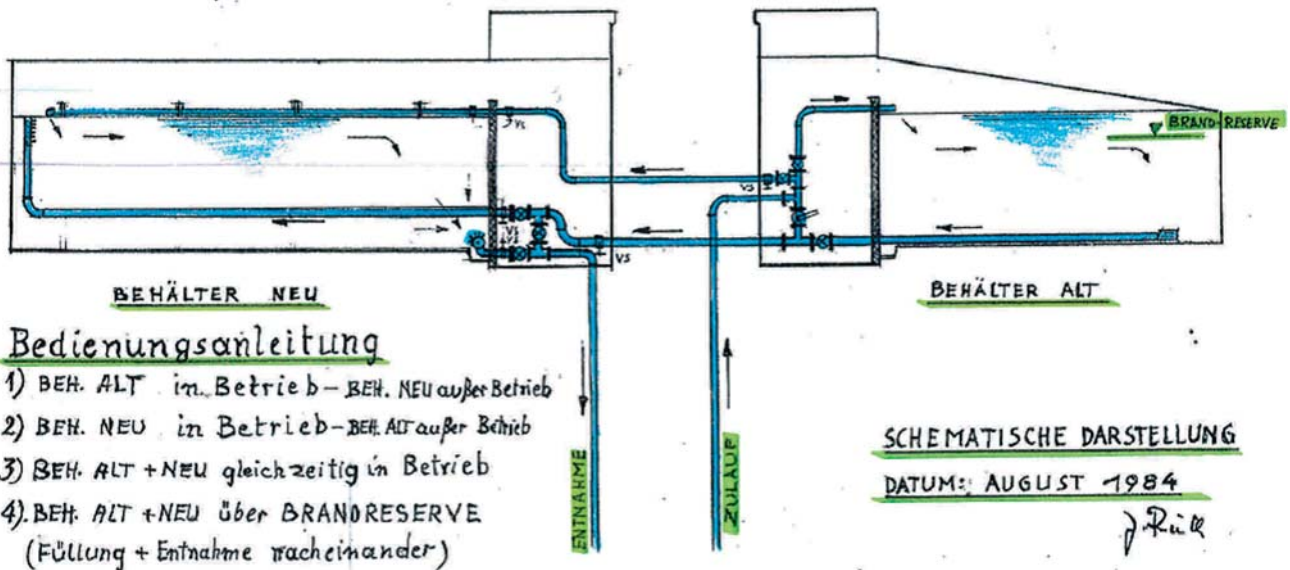 VS
VS
BRAND-RESERVE
VS
VS
BEHÄLTER NEU
BEHÄLTER ALT
Bedienungsanleitung
1) BEH. ALT in Betrieb - BEH. NEU außer Betrieb
2) BEH. NEU in Betrieb - BEH. ALT außer Betrieb
3) BEH. ALT + NEU gleichzeitig in Betrieb
4). BEH. ALT + NEU über BRANDRESERVE
(Füllung + Entnahme nacheinander)
ENTNAHME
ZULAUF
SCHEMATISCHE DARSTELLUNG
DATUM: AUGUST 1984